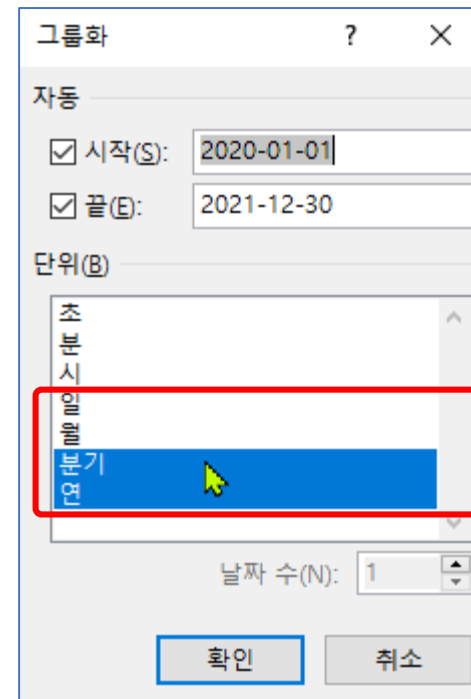 그룹화 ? ×
자동
시작(S): 2020-01-01
끝(E): 2021-12-30
단위(B)
초
분
시
일
월
분기
연
날짜 수(N): 1
확인 취소